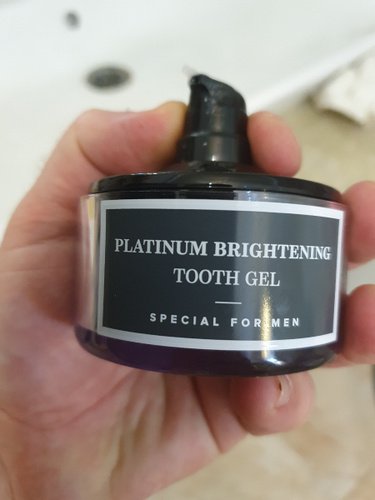 PLATINUM BRIGHTENING
TOOTH GEL
SPECIAL FOR MEN